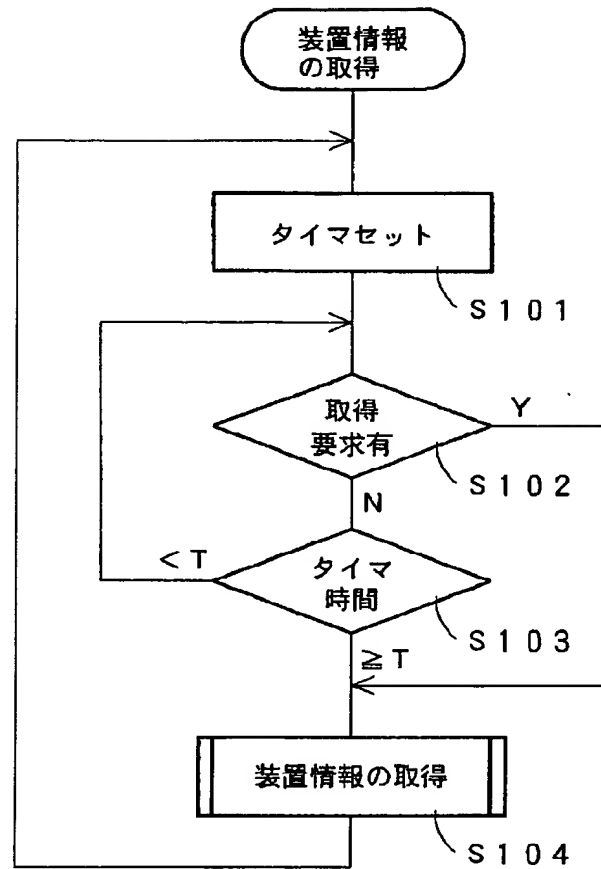 装置情報
の取得
タイマセット
S101
取得
要求有
Y
S102
N
<T
タイマ
時間
S103
≧T
装置情報の取得
S104